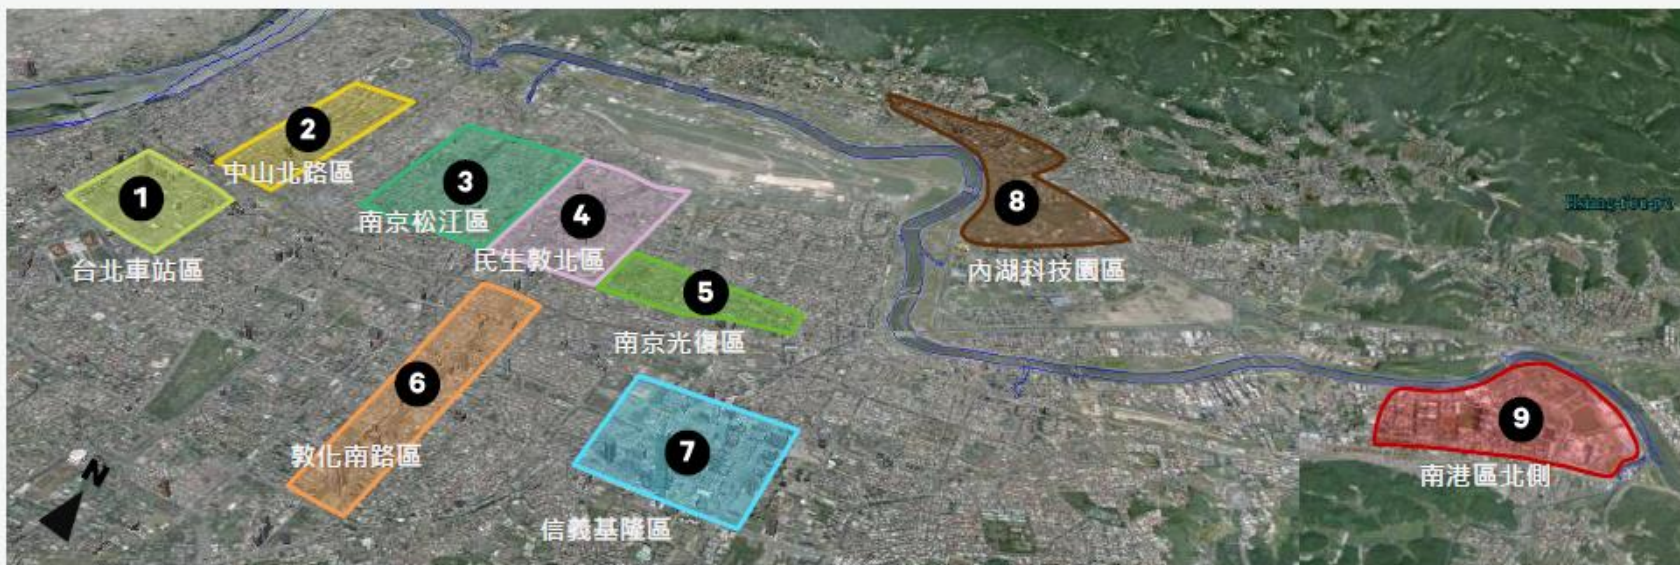 1
台北車站區
2
中山北路區
3
南京松江區
4
民生敦北區
5
南京光復區
6
敦化南路區
7
信義基隆區
8
內湖科技園區
9
南港區北側
N